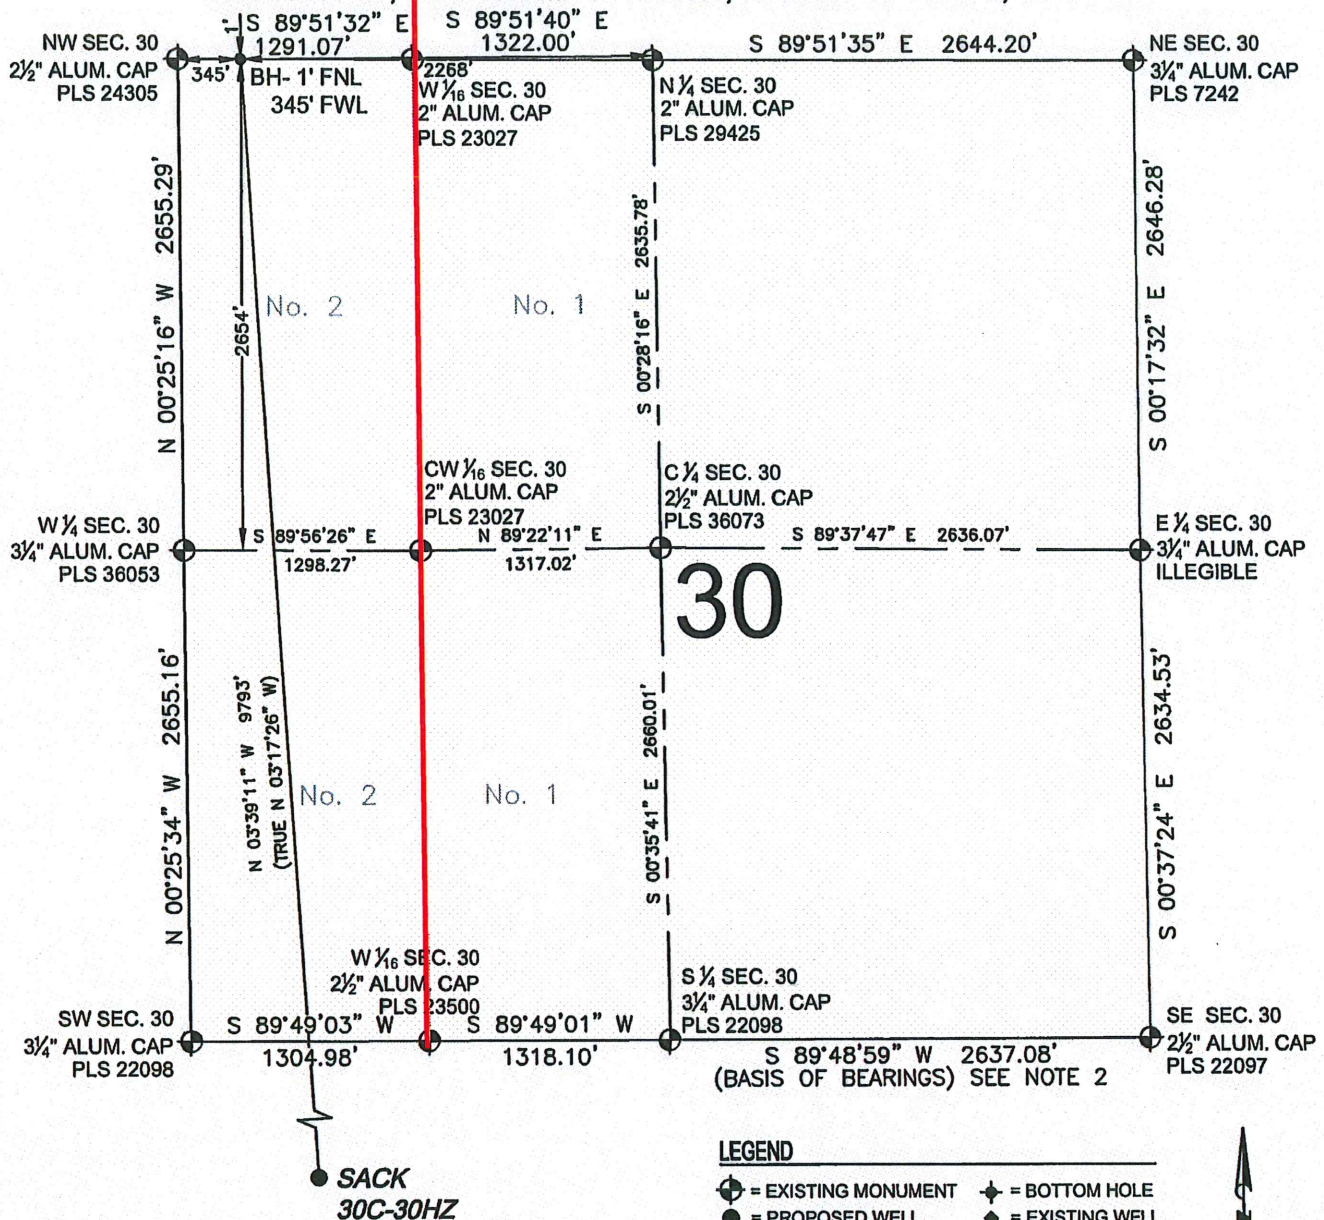 1'
S 89°51'32" E
S 89°51'40" E
1291.07'
1322.00'
S 89°51'35" E 2644.20'
NW SEC. 30
2½" ALUM. CAP
PLS 24305
345'
BH- 1' FNL
345' FWL
2268'
W 1/16 SEC. 30
2" ALUM. CAP
PLS 23027
N ¼ SEC. 30
2" ALUM. CAP
PLS 29425
NE SEC. 30
3¼" ALUM. CAP
PLS 7242
N 00°25'16" W 2655.29'
2654'
No. 2
No. 1
S 00°28'16" E 2635.78'
S 00°17'32" E 2646.28'
CW 1/16 SEC. 30
2" ALUM. CAP
PLS 23027
C ¼ SEC. 30
2½" ALUM. CAP
PLS 36073
W ¼ SEC. 30
3¼" ALUM. CAP
PLS 36053
S 89°56'26" E
1298.27'
N 89°22'11" E
1317.02'
S 89°37'47" E 2636.07'
E ¼ SEC. 30
3¼" ALUM. CAP
ILLEGIBLE
30
N 00°25'34" W 2655.16'
N 03°39'11" W 9793'
(TRUE N 03°17'26" W)
No. 2
No. 1
S 00°35'41" E 2660.01'
S 00°37'24" E 2634.53'
W 1/16 SEC. 30
2½" ALUM. CAP
PLS 23500
S ¼ SEC. 30
3¼" ALUM. CAP
PLS 22098
SW SEC. 30
3¼" ALUM. CAP
PLS 22098
S 89°49'03" W
1304.98'
S 89°49'01" W
1318.10'
S 89°48'59" W 2637.08'
(BASIS OF BEARINGS) SEE NOTE 2
SE SEC. 30
2½" ALUM. CAP
PLS 22097
SACK
30C-30HZ
LEGEND
= EXISTING MONUMENT
= BOTTOM HOLE
= PROPOSED WELL
= EXISTING WELL